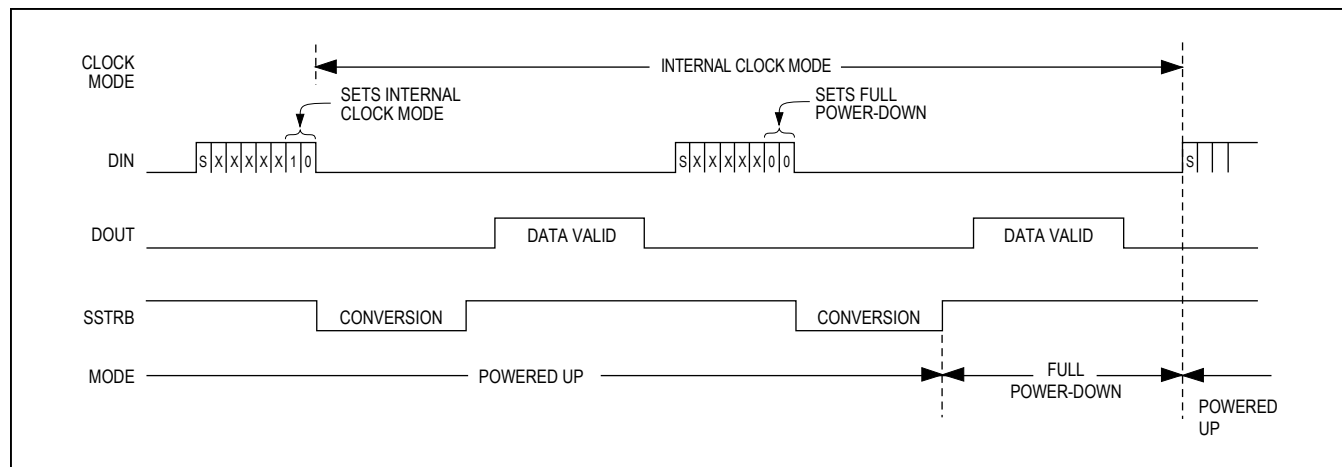 CLOCK
MODE
INTERNAL CLOCK MODE
SETS INTERNAL
CLOCK MODE
SETS FULL
POWER-DOWN
DIN
S X X X X X 1 0
S X X X X X 0 0
S
DOUT
DATA VALID
DATA VALID
SSTRB
CONVERSION
CONVERSION
MODE
POWERED UP
FULL
POWER-DOWN
POWERED
UP